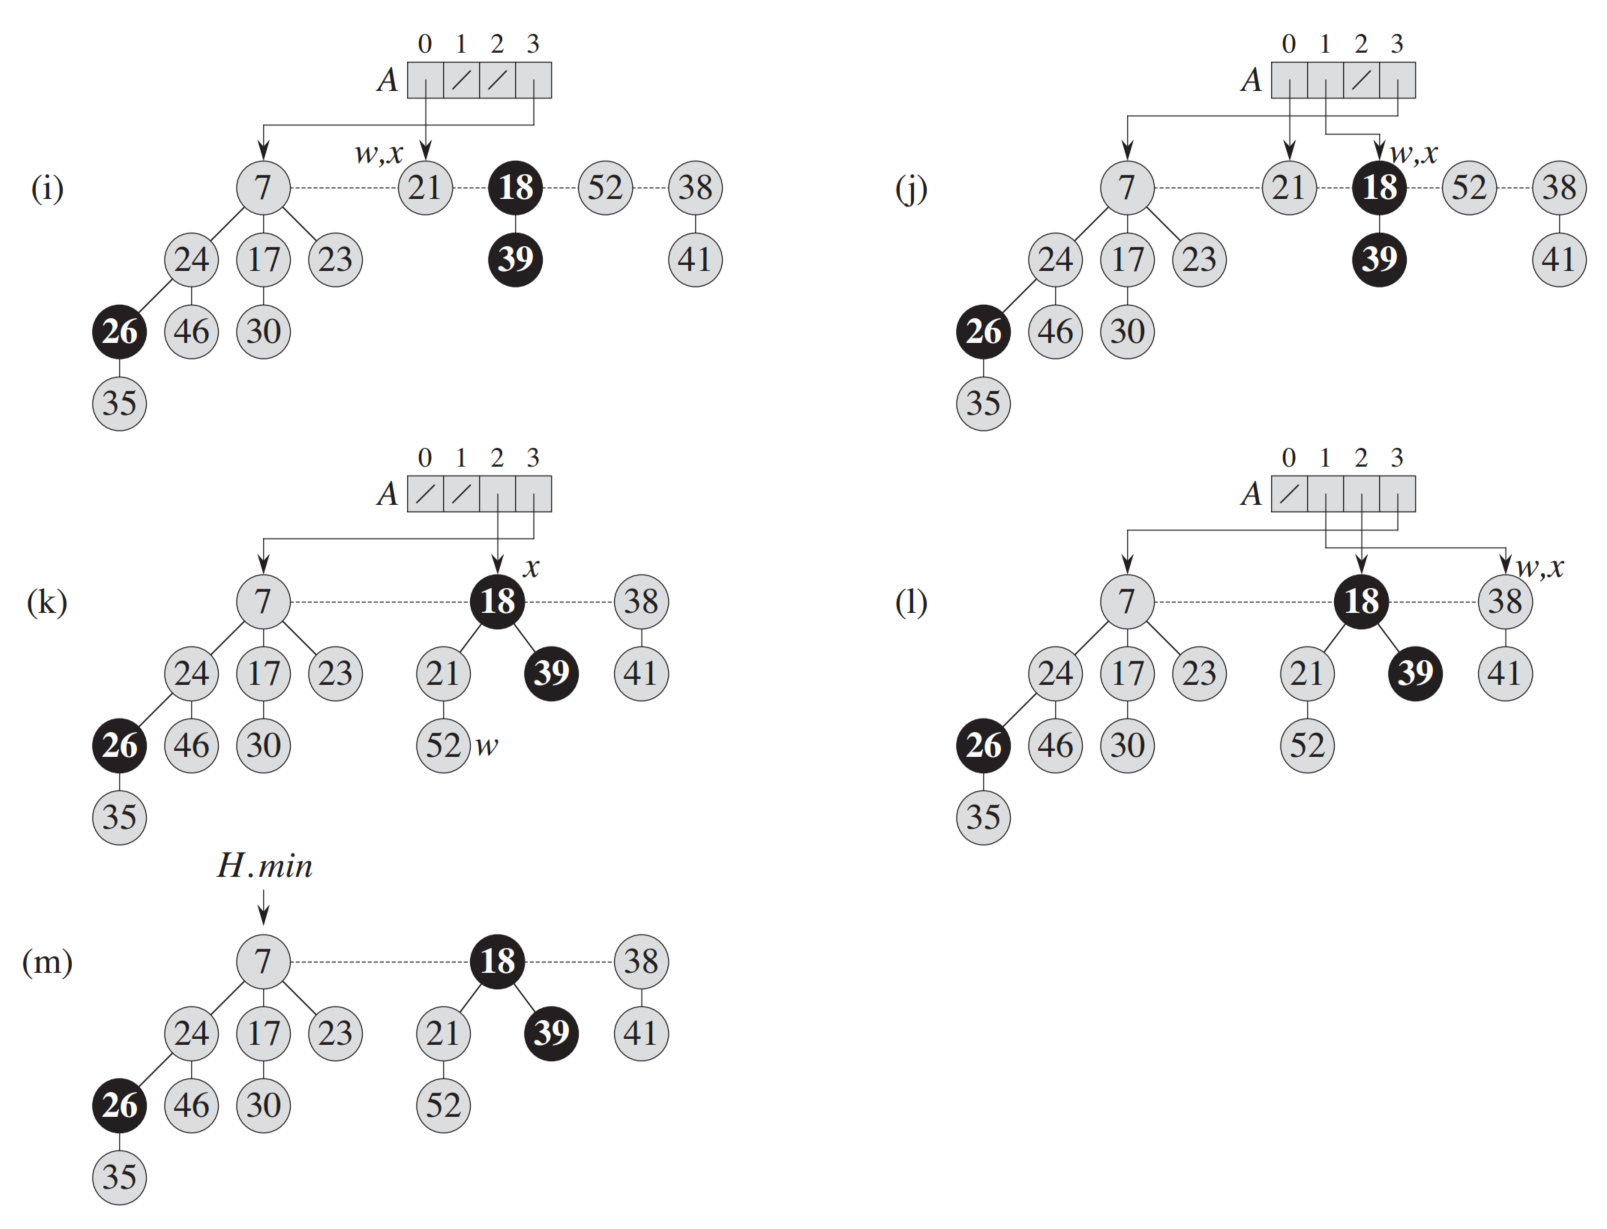 0 1 2 3
A
(i)
w,x
7 21 18 52 38
24 17 23 39 41
26 46 30
35
0 1 2 3
A
(j)
w,x
7 21 18 52 38
24 17 23 39 41
26 46 30
35
0 1 2 3
A
(k)
x
7 18 38
24 17 23 21 39 41
26 46 30 52 w
35
0 1 2 3
A
(l)
w,x
7 18 38
24 17 23 21 39 41
26 46 30 52
35
H.min
(m)
7 18 38
24 17 23 21 39 41
26 46 30 52
35